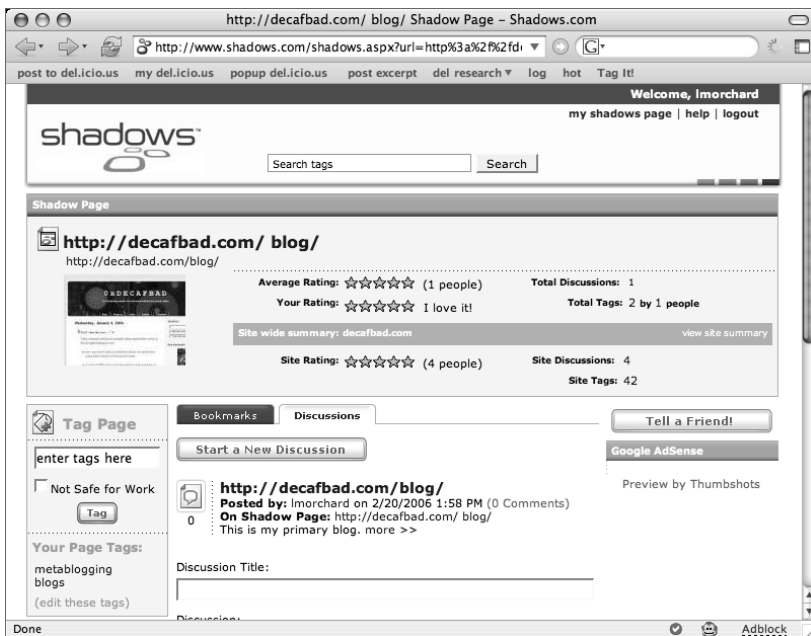 http://decafbad.com/ blog/ Shadow Page – Shadows.com
http://www.shadows.com/shadows.aspx?url=http%3a%2f%2fd
G
post to del.icio.us my del.icio.us popup del.icio.us post excerpt del research log hot Tag It!
Welcome, lmorchard
my shadows page | help | logout
shadows
Search tags Search
Shadow Page
http://decafbad.com/ blog/
http://decafbad.com/blog/
0xDECAFBAD
Average Rating: (1 people) Total Discussions: 1
Your Rating: I love it! Total Tags: 2 by 1 people
Site wide summary: decafbad.com view site summary
Site Rating: (4 people) Site Discussions: 4
Site Tags: 42
Tag Page
enter tags here
Not Safe for Work
Tag
Your Page Tags:
metablogging
blogs
(edit these tags)
Bookmarks Discussions
Start a New Discussion
http://decafbad.com/blog/
Posted by: lmorchard on 2/20/2006 1:58 PM (0 Comments)
0
On Shadow Page: http://decafbad.com/ blog/
This is my primary blog. more >>
Discussion Title:
Discussion:
Tell a Friend!
Google AdSense
Preview by Thumbshots
Done Adblock